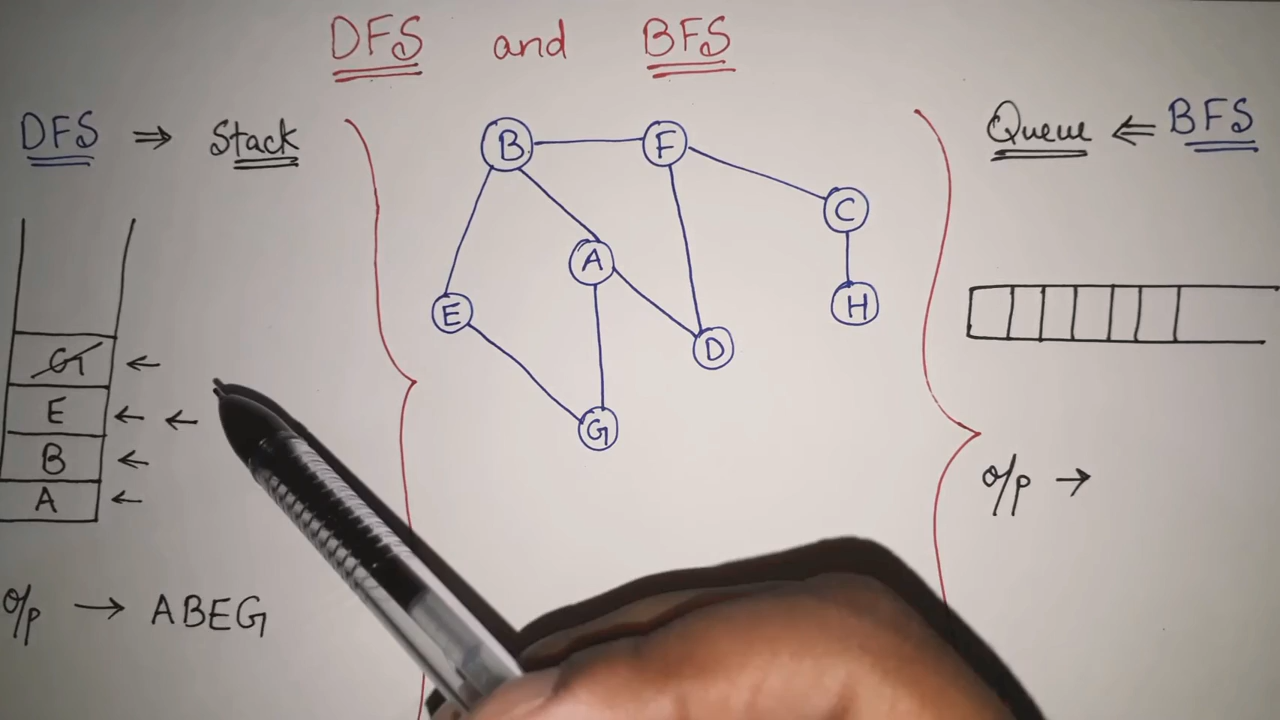 DFS and BFS
DFS ⇒ Stack
G
E ← ←
B ←
A ←
o/p → ABEG
B
F
C
A
E
H
D
G
Queue ⇐ BFS
o/p →